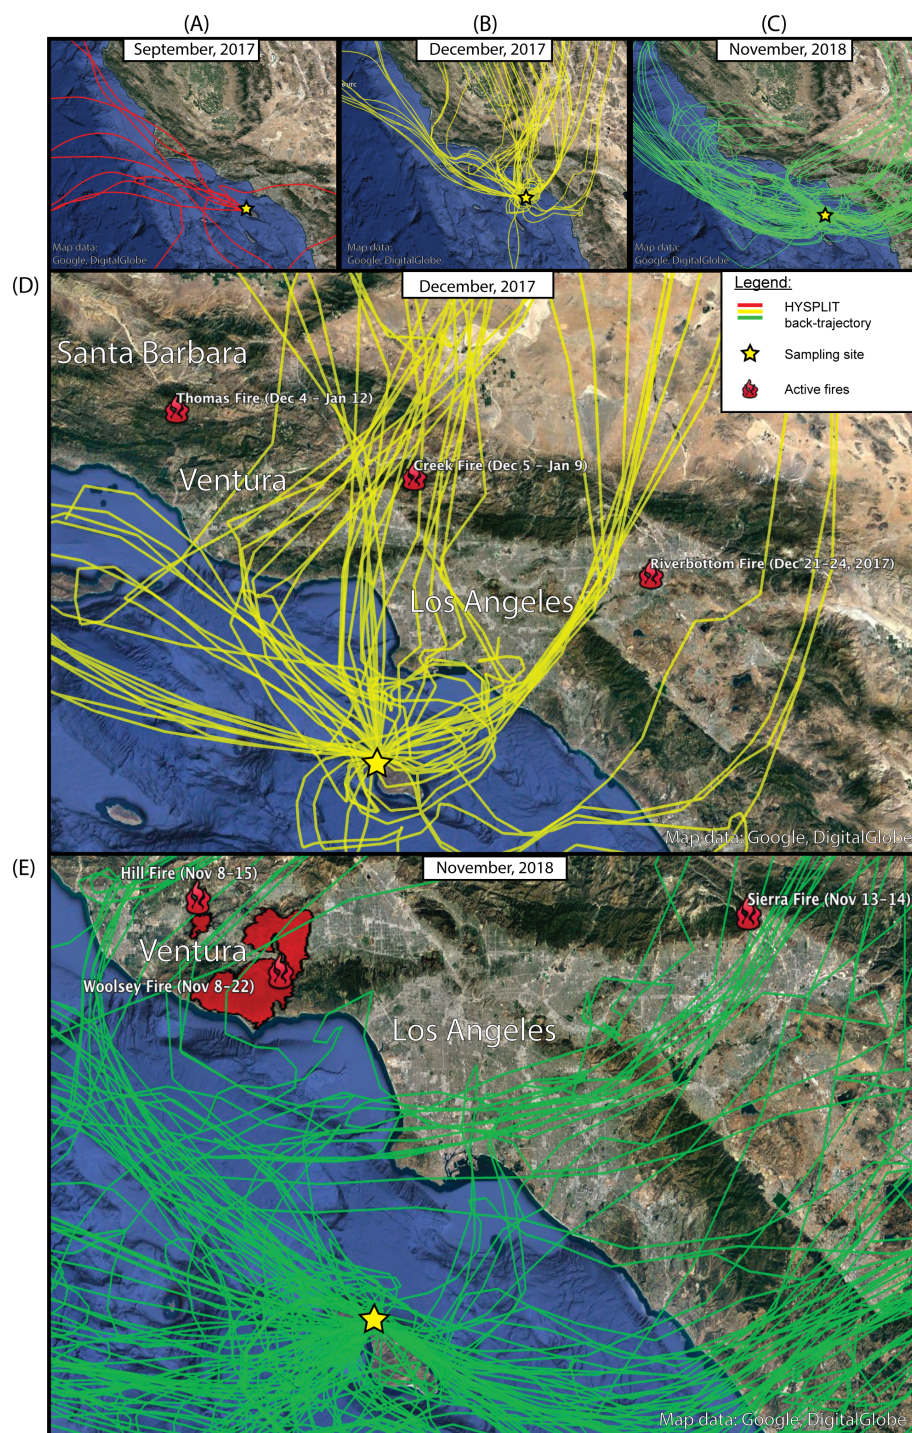 (A)
(B)
(C)
September, 2017
December, 2017
November, 2018
Map data:
Google, DigitalGlobe
Map data:
Google, DigitalGlobe
Map data:
Google, DigitalGlobe
(D)
December, 2017
Legend:
HYSPLIT
back-trajectory
Sampling site
Active fires
Santa Barbara
Thomas Fire (Dec 4 – Jan 12)
Creek Fire (Dec 5 – Jan 9)
Ventura
Riverbottom Fire (Dec 21–24, 2017)
Los Angeles
Map data: Google, DigitalGlobe
(E)
November, 2018
Hill Fire (Nov 8–15)
Sierra Fire (Nov 13–14)
Ventura
Woolsey Fire (Nov 8–22)
Los Angeles
Map data: Google, DigitalGlobe